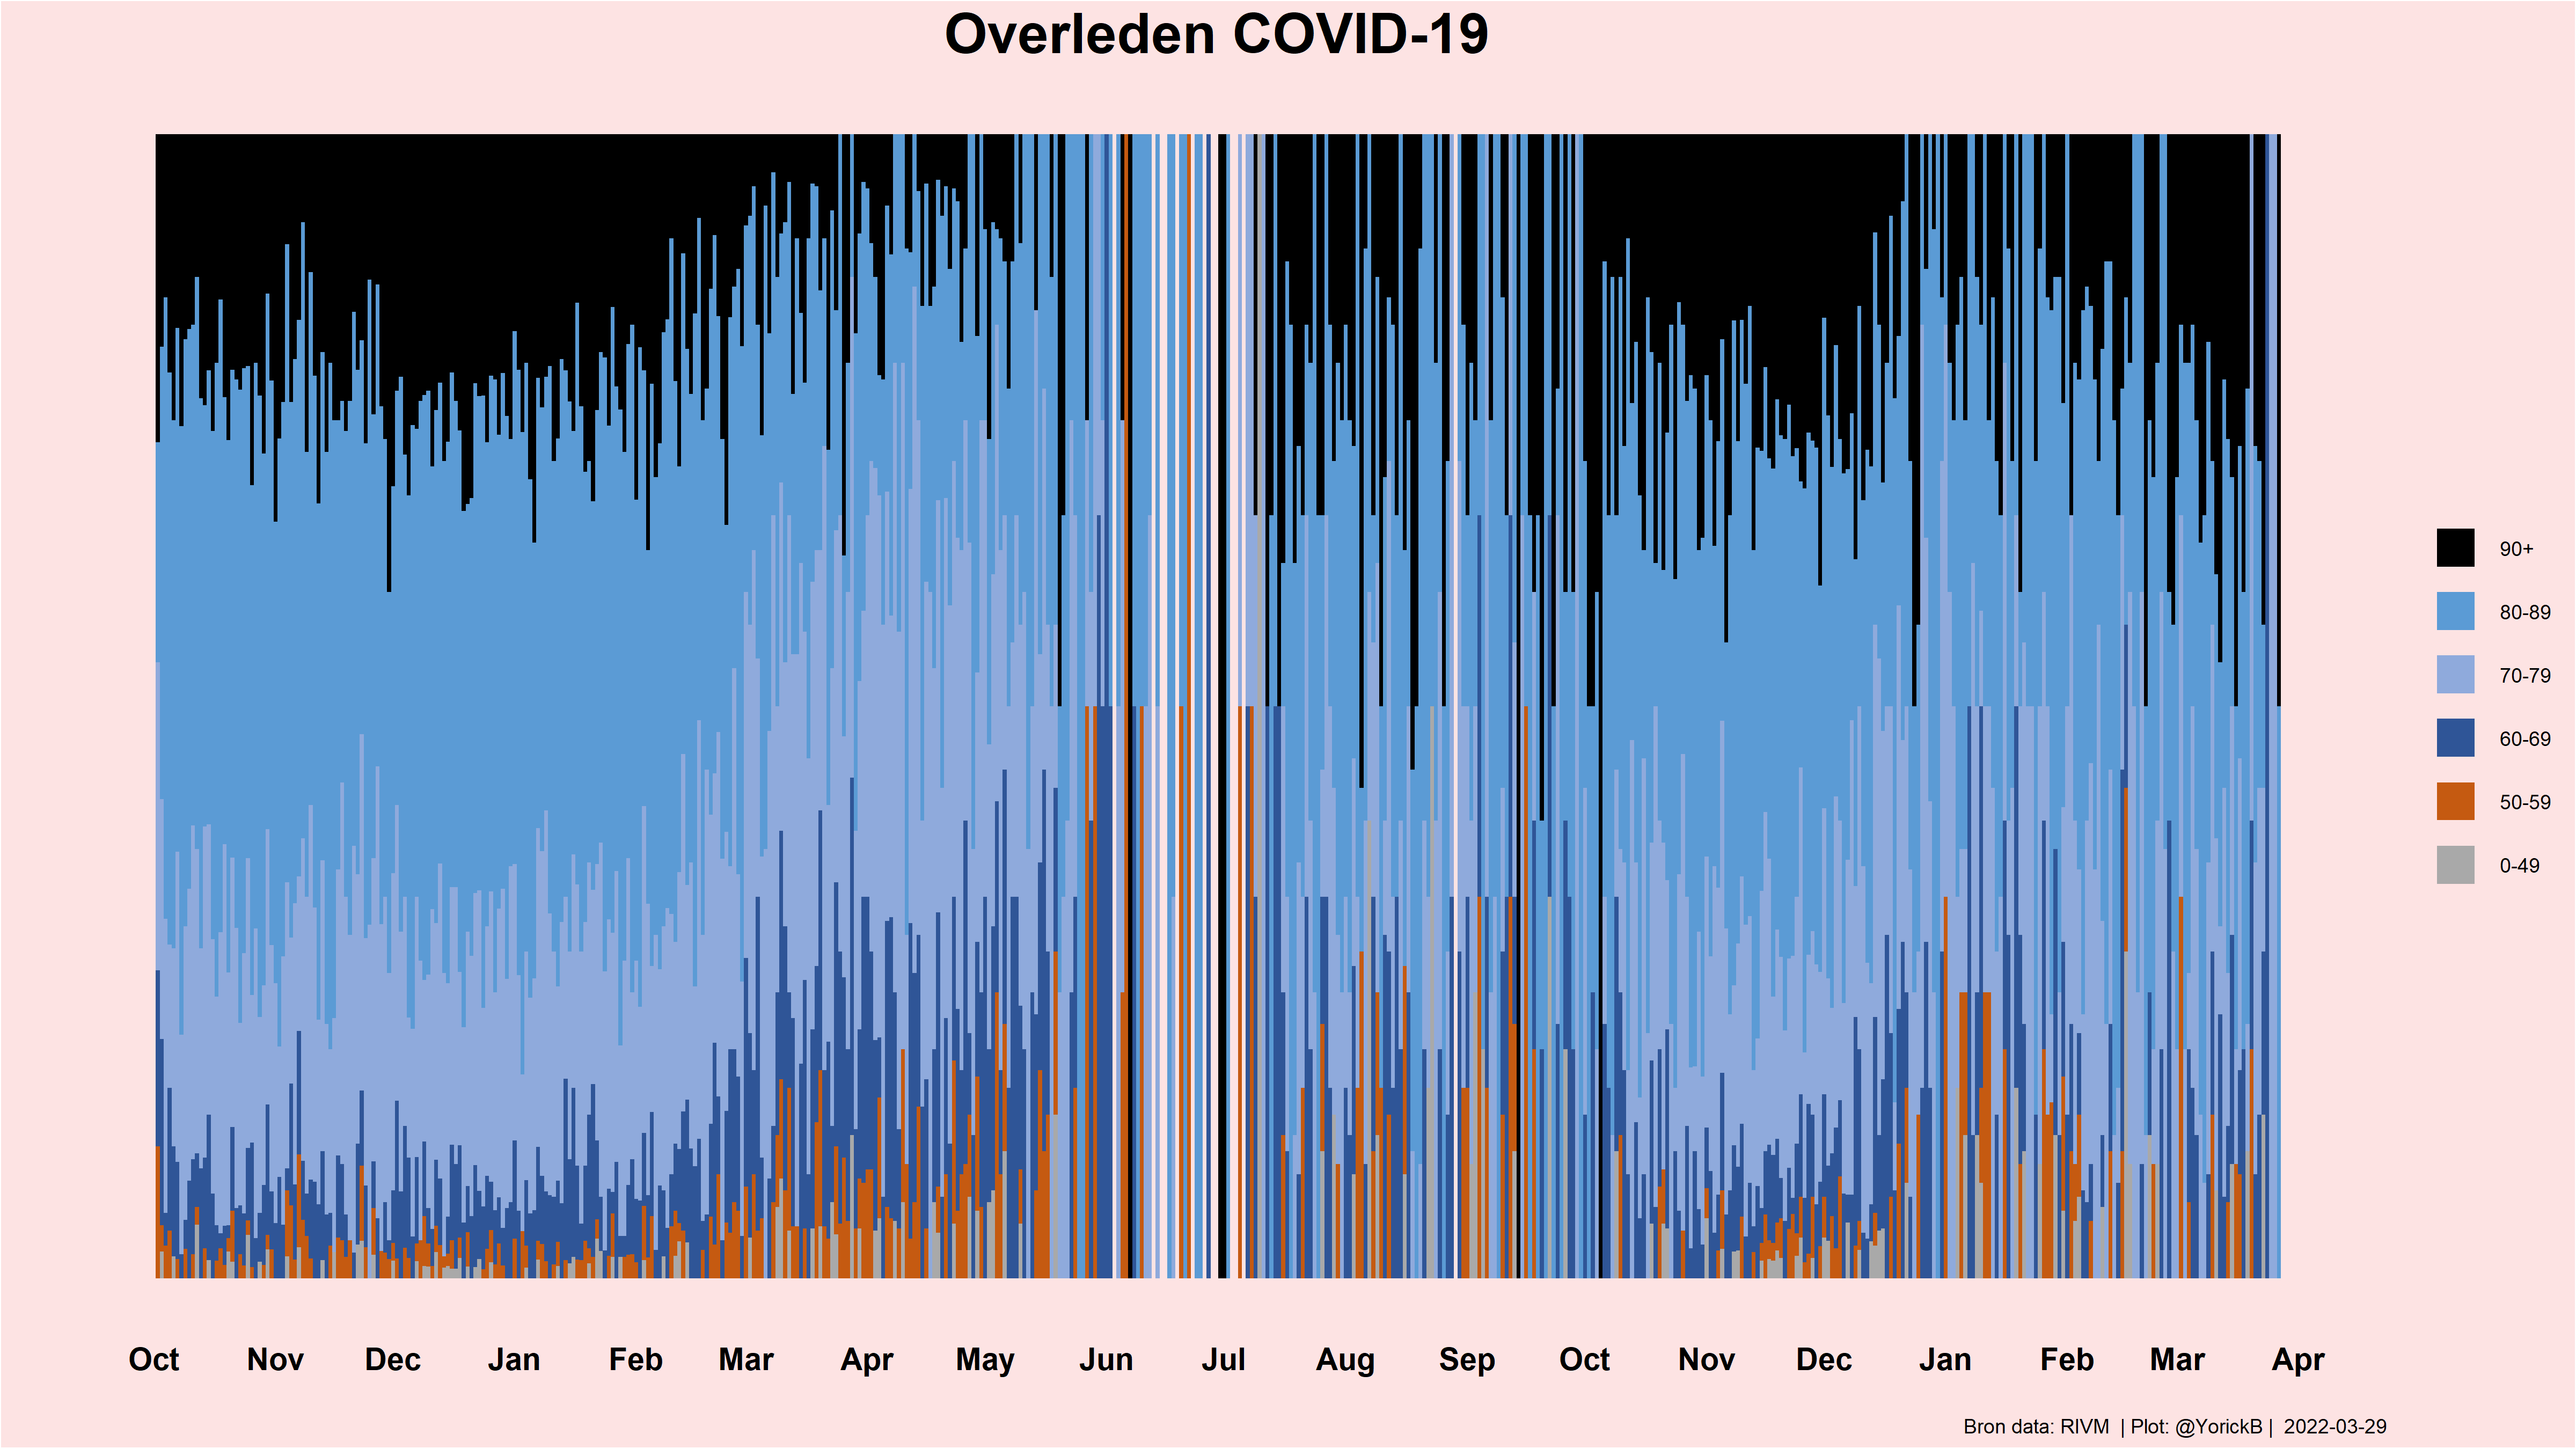 Overleden COVID-19
90+
80-89
70-79
60-69
50-59
0-49
Oct Nov Dec Jan Feb Mar Apr May Jun Jul Aug Sep Oct Nov Dec Jan Feb Mar Apr
Bron data: RIVM | Plot: @YorickB | 2022-03-29